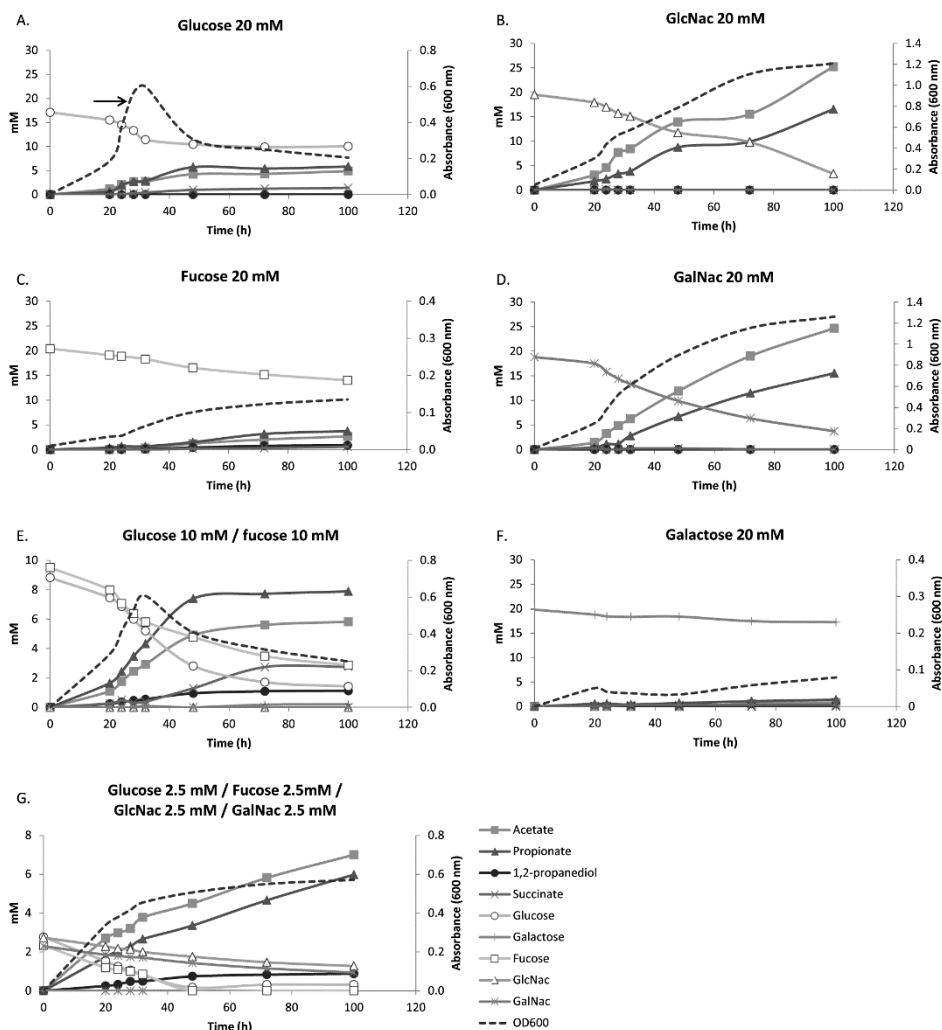 A.
Glucose 20 mM
30
25
20
15
10
5
0
mM
0.8
0.6
0.4
0.2
0.0
Absorbance (600 nm)
0 20 40 60 80 100 120
Time (h)
B.
GlcNac 20 mM
30
25
20
15
10
5
0
mM
1.4
1.2
1.0
0.8
0.6
0.4
0.2
0.0
Absorbance (600 nm)
0 20 40 60 80 100 120
Time (h)
C.
Fucose 20 mM
30
25
20
15
10
5
0
mM
0.4
0.3
0.2
0.1
0.0
Absorbance (600 nm)
0 20 40 60 80 100 120
Time (h)
D.
GalNac 20 mM
30
25
20
15
10
5
0
mM
1.4
1.2
1
0.8
0.6
0.4
0.2
0
Absorbance (600 nm)
0 20 40 60 80 100 120
Time (h)
E.
Glucose 10 mM / fucose 10 mM
10
8
6
4
2
0
mM
0.8
0.6
0.4
0.2
0.0
Absorbance (600 nm)
0 20 40 60 80 100 120
Time (h)
F.
Galactose 20 mM
30
25
20
15
10
5
0
mM
0.4
0.3
0.2
0.1
0
Absorbance (600 nm)
0 20 40 60 80 100 120
Time (h)
G.
Glucose 2.5 mM / Fucose 2.5mM /
GlcNac 2.5 mM / GalNac 2.5 mM
8
6
4
2
0
mM
0.8
0.6
0.4
0.2
0.0
Absorbance (600 nm)
0 20 40 60 80 100 120
Time (h)
Acetate
Propionate
1,2-propanediol
Succinate
Glucose
Galactose
Fucose
GlcNac
GalNac
OD600